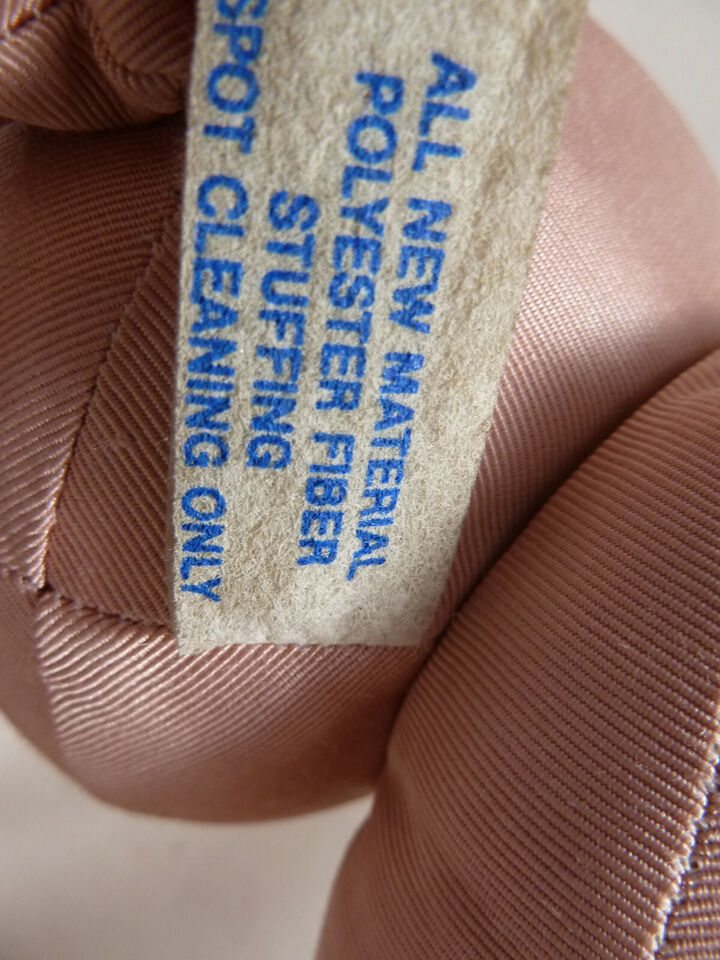 ALL NEW MATERIAL
POLYESTER FIBER
STUFFING
SPOT CLEANING ONLY